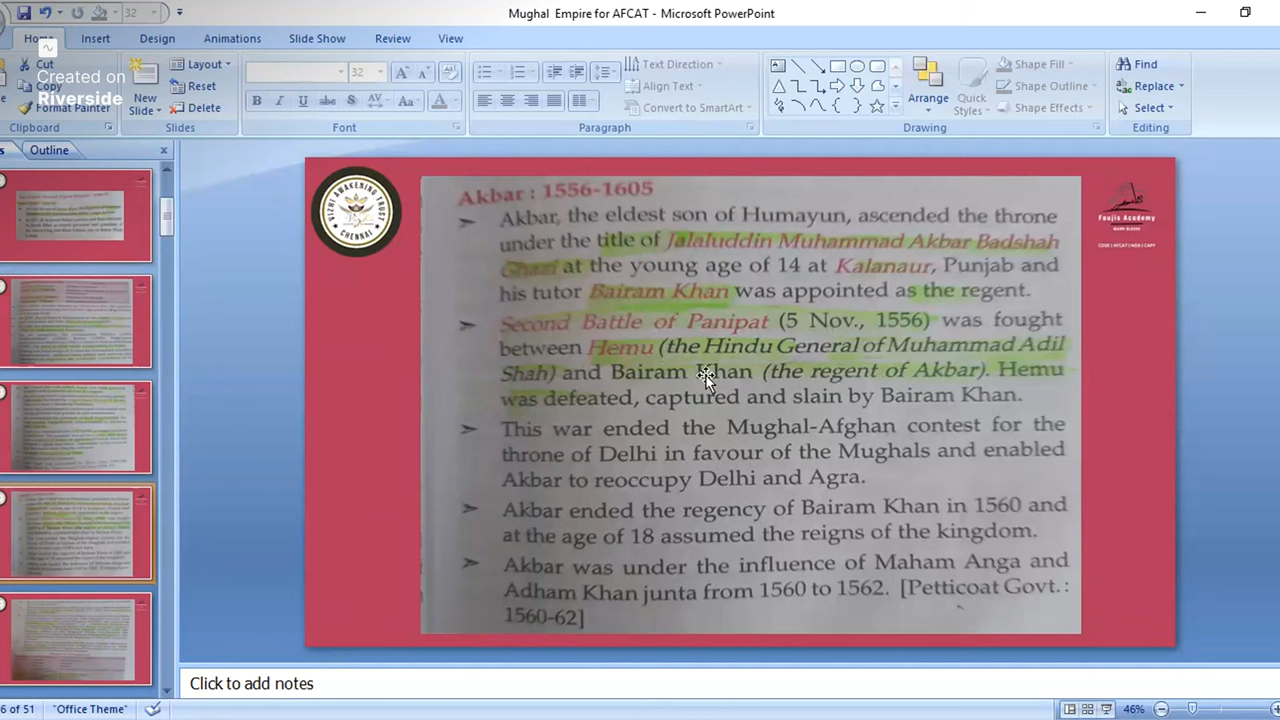 Mughal Empire for AFCAT - Microsoft PowerPoint
32
Home Insert Design Animations Slide Show Review View
Created on
Riverside
Cut
Copy
Format Painter
Clipboard
New
Slide
Layout
Reset
Delete
Slides
32
B I U abc S AV Aa A
Font
Text Direction
Align Text
Convert to SmartArt
Paragraph
Arrange
Quick
Styles
Shape Fill
Shape Outline
Shape Effects
Drawing
Find
Replace
Select
Editing
Outline
AWAKENING TRUST
CHENNAI
Faujis Academy
Akbar : 1556-1605
➤ Akbar, the eldest son of Humayun, ascended the throne
under the title of Jalaluddin Muhammad Akbar Badshah
Ghazi at the young age of 14 at Kalanaur, Punjab and
his tutor Bairam Khan was appointed as the regent.
➤ Second Battle of Panipat (5 Nov., 1556) was fought
between Hemu (the Hindu General of Muhammad Adil
Shah) and Bairam Khan (the regent of Akbar). Hemu
was defeated, captured and slain by Bairam Khan.
➤ This war ended the Mughal-Afghan contest for the
throne of Delhi in favour of the Mughals and enabled
Akbar to reoccupy Delhi and Agra.
➤ Akbar ended the regency of Bairam Khan in 1560 and
at the age of 18 assumed the reigns of the kingdom.
➤ Akbar was under the influence of Maham Anga and
Adham Khan junta from 1560 to 1562. [Petticoat Govt.:
1560-62]
Click to add notes
6 of 51 "Office Theme" 46%